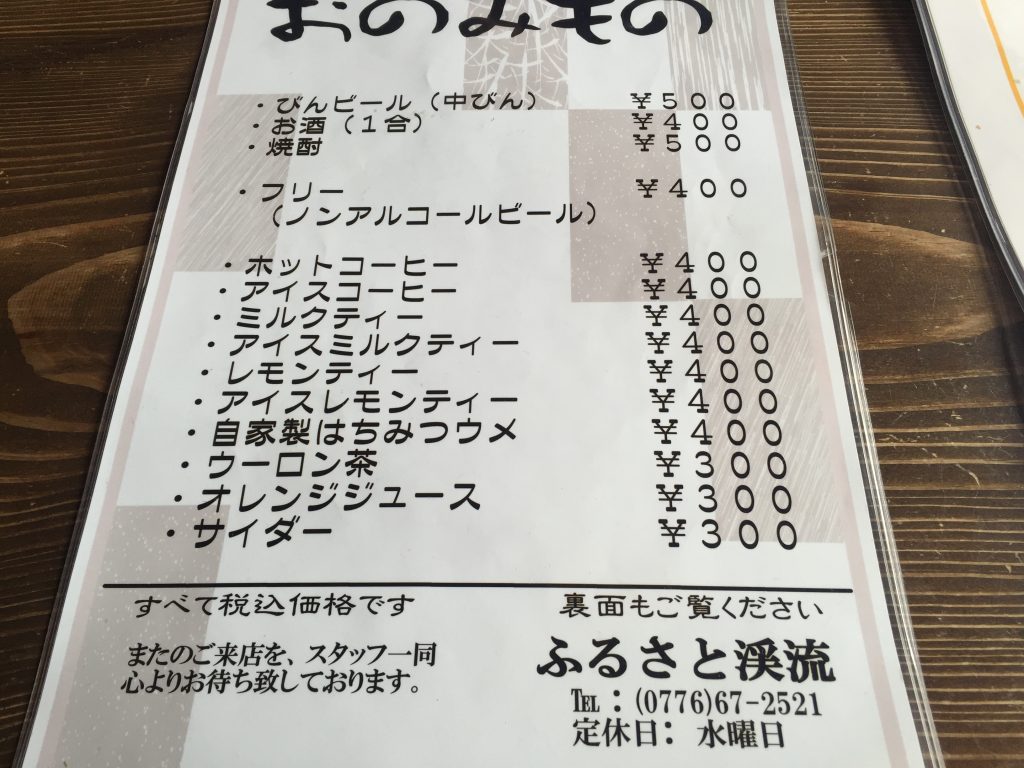 おのみもの
・びんビール（中びん） ￥５００
・お酒（１合） ￥４００
・焼酎 ￥５００
・フリー ￥４００
（ノンアルコールビール）
・ホットコーヒー ￥４００
・アイスコーヒー ￥４００
・ミルクティー ￥４００
・アイスミルクティー ￥４００
・レモンティー ￥４００
・アイスレモンティー ￥４００
・自家製はちみつウメ ￥４００
・ウーロン茶 ￥３００
・オレンジジュース ￥３００
・サイダー ￥３００
すべて税込価格です
裏面もご覧ください
またのご来店を、スタッフ一同
心よりお待ち致しております。
ふるさと渓流
TEL：(0776)67-2521
定休日： 水曜日